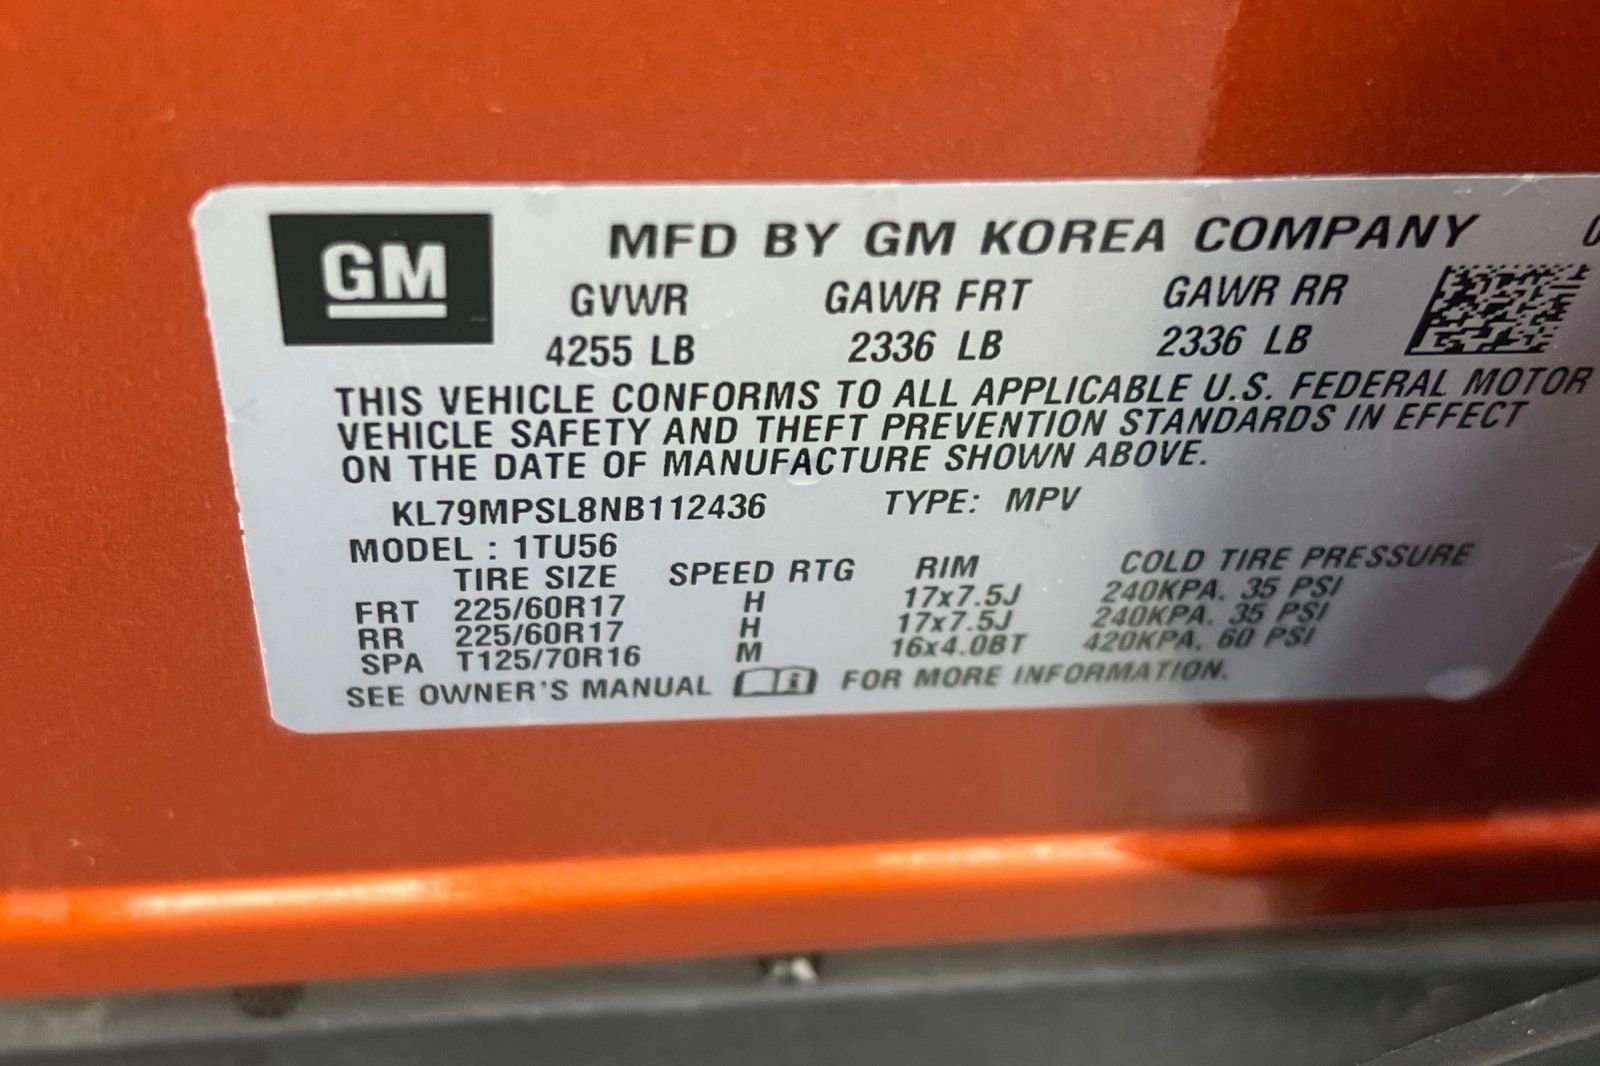 GM
MFD BY GM KOREA COMPANY
GVWR GAWR FRT GAWR RR
4255 LB 2336 LB 2336 LB
THIS VEHICLE CONFORMS TO ALL APPLICABLE U.S. FEDERAL MOTOR
VEHICLE SAFETY AND THEFT PREVENTION STANDARDS IN EFFECT
ON THE DATE OF MANUFACTURE SHOWN ABOVE.
KL79MPSL8NB112436 TYPE: MPV
MODEL : 1TU56
TIRE SIZE SPEED RTG RIM COLD TIRE PRESSURE
FRT 225/60R17 H 17x7.5J 240KPA. 35 PSI
RR 225/60R17 H 17x7.5J 240KPA. 35 PSI
SPA T125/70R16 M 16x4.0BT 420KPA. 60 PSI
SEE OWNER'S MANUAL FOR MORE INFORMATION.